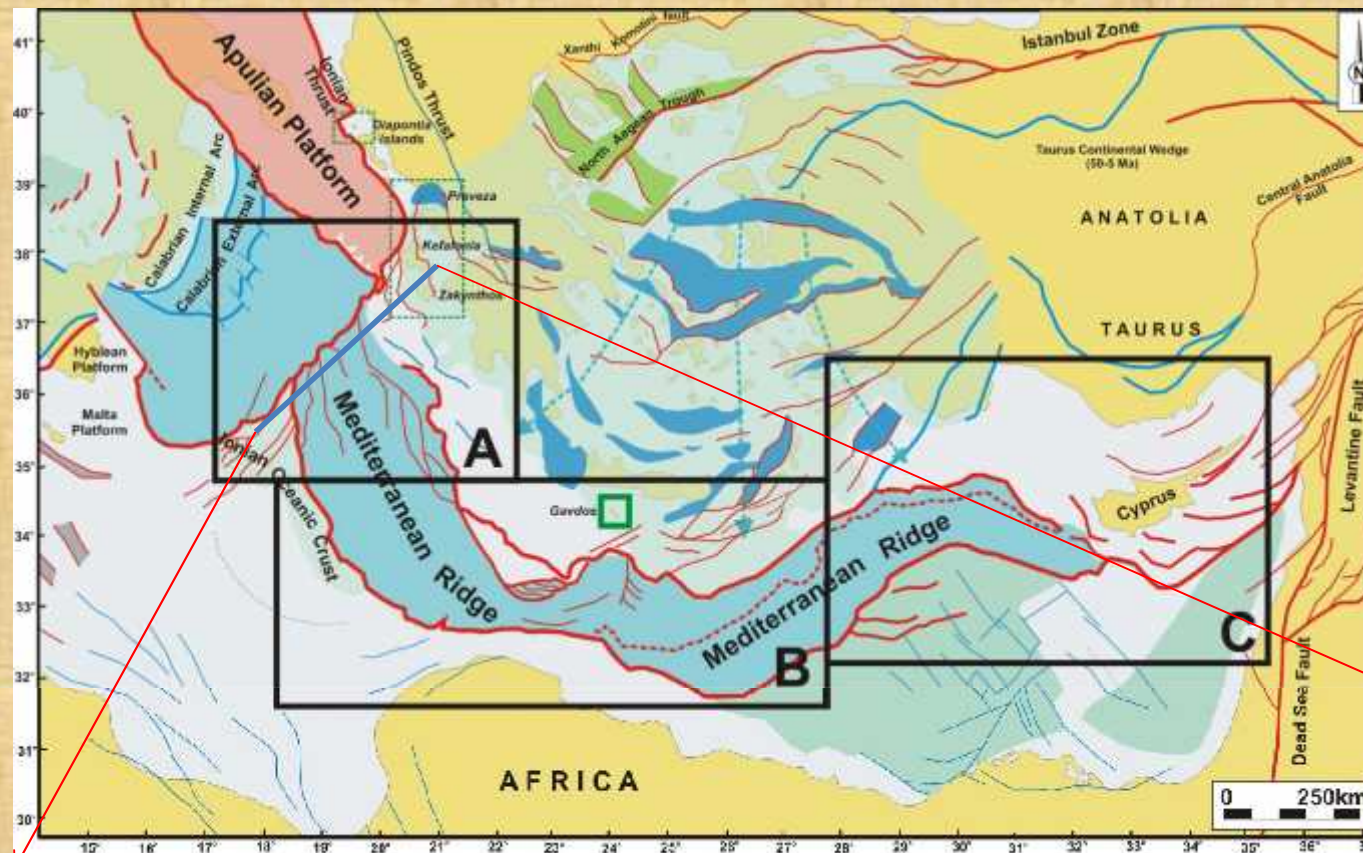 41°
40°
39°
38°
37°
36°
35°
34°
33°
32°
31°
30°
Apulian Platform
Ionian
Thrust
Pindos Thrust
Diapontia
Islands
Xanthi
Komotini fault
Istanbul Zone
N
North Aegean Trough
Taurus Continental Wedge
(50-5 Ma)
Central Anatolia
Fault
ANATOLIA
Calabrian Internal Arc
Calabrian External Arc
Preveza
Kefalonia
Zakynthos
TAURUS
Hyblean
Platform
Malta
Platform
Ionian Oceanic Crust
Mediterranean Ridge
A
Gavdos
Cyprus
Levantine Fault
Mediterranean Ridge
B
C
Dead Sea Fault
AFRICA
0 250km
15° 16° 17° 18° 19° 20° 21° 22° 23° 24° 25° 26° 27° 28° 29° 30° 31° 32° 33° 34° 35° 36°